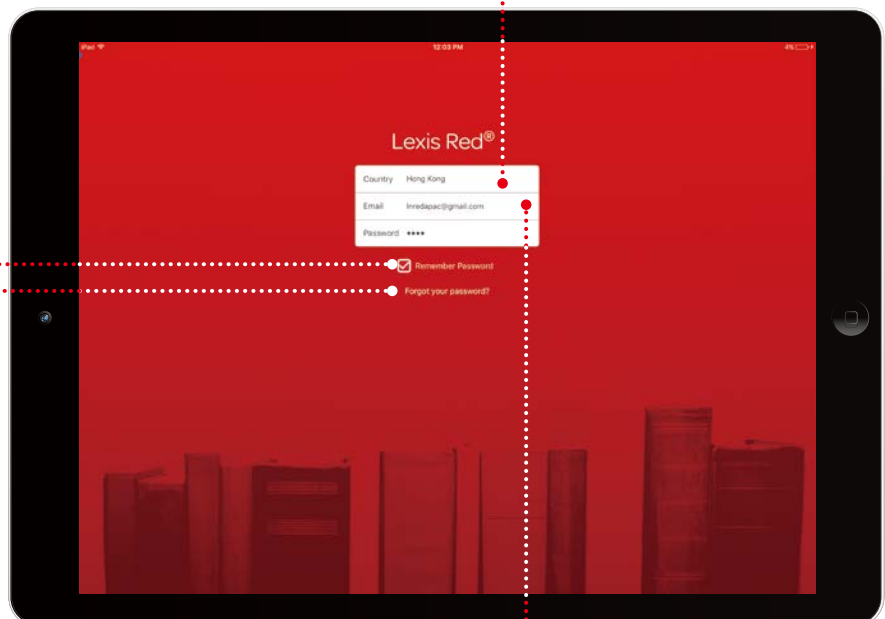 iPad 12:03 PM 4%
Lexis Red®
Country Hong Kong
Email lnredapac@gmail.com
Password ••••
Remember Password
Forgot your password?